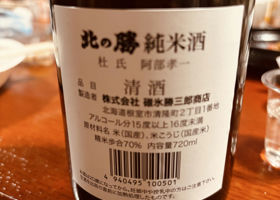 北の勝 純米酒
杜氏 阿部孝一
清酒
品目
製造者 株式会社 碓氷勝三郎商店
北海道根室市清隆町2丁目1番地
アルコール分15度以上16度未満
原材料名 米(国産)、米こうじ(国産米)
精米歩合70% 内容量720ml
4 940495 100501